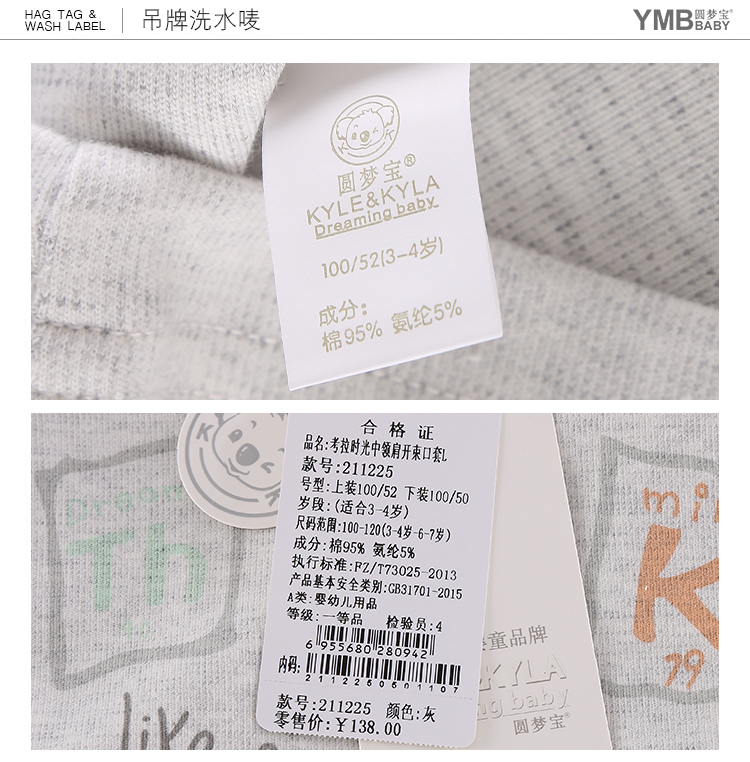 HAG TAG &
WASH LABEL
吊牌洗水唛
YMB圆梦宝®
BABY
K K
圆梦宝®
KYLE&KYLA
Dreaming baby
100/52(3-4岁)
成分:
棉95% 氨纶5%
K
合格证
品名:考拉时光中领肩开束口套L
款号:211225
号型:上装100/52 下装100/50
岁段:(适合3-4岁)
尺码范围:100-120(3-4岁-6-7岁)
成分:棉95% 氨纶5%
执行标准:FZ/T73025-2013
产品基本安全类别:GB31701-2015
A类:婴幼儿用品
等级:一等品 检验员:4
6 955680 280942
内码:
2112250501107
款号:211225 颜色:灰
零售价:¥138.00
Th
mi
K
79
like
童品牌
KYLA
ming baby
圆梦宝®